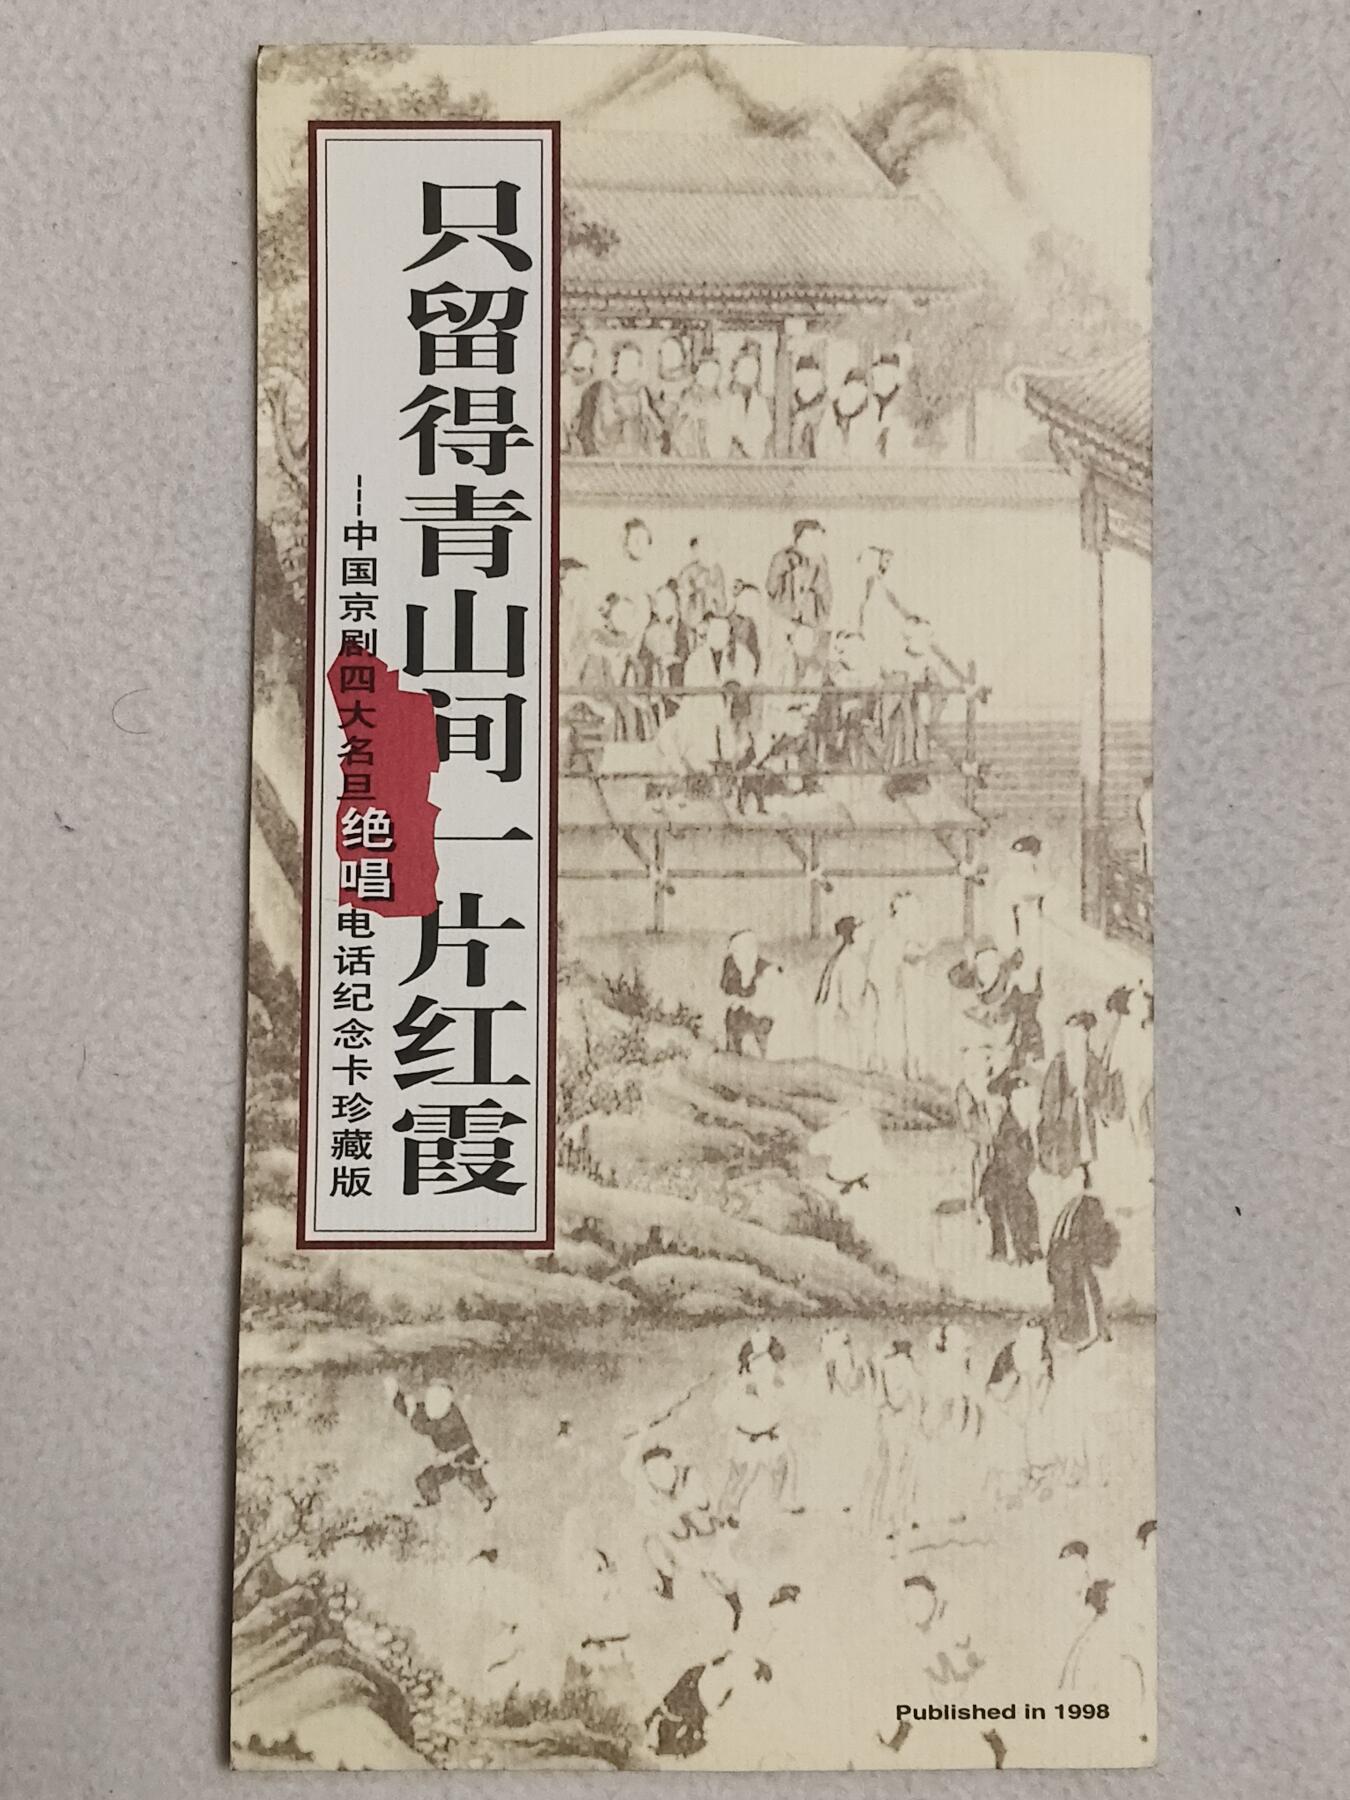 只留得青山间一片红霞
---中国京剧四大名旦绝唱电话纪念卡珍藏版
Published in 1998